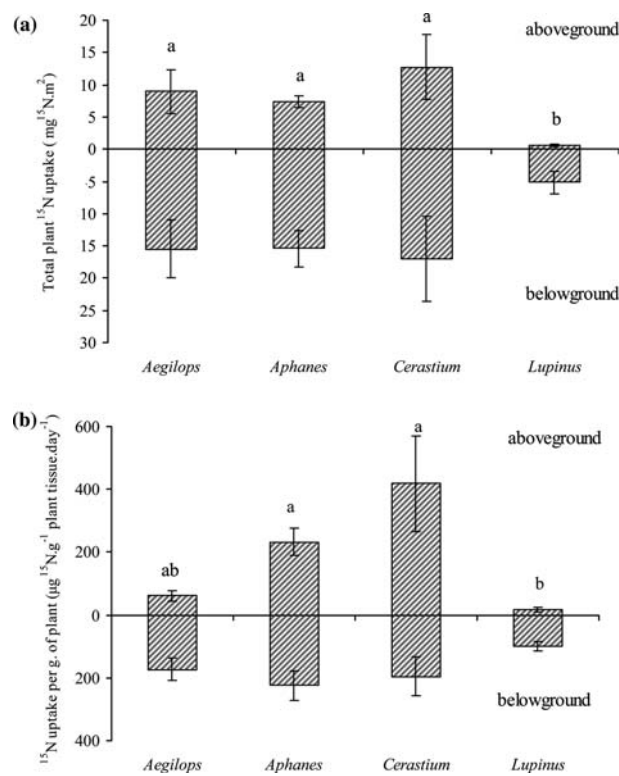 (a)
Total plant ¹⁵N uptake ( mg¹⁵N.m²)
20
15
10
5
0
5
10
15
20
25
30
a
a
a
b
aboveground
belowground
Aegilops
Aphanes
Cerastium
Lupinus
(b)
¹⁵N uptake per g. of plant (µg ¹⁵N.g⁻¹ plant tissue.day⁻¹)
600
400
200
0
200
400
ab
a
a
b
aboveground
belowground
Aegilops
Aphanes
Cerastium
Lupinus